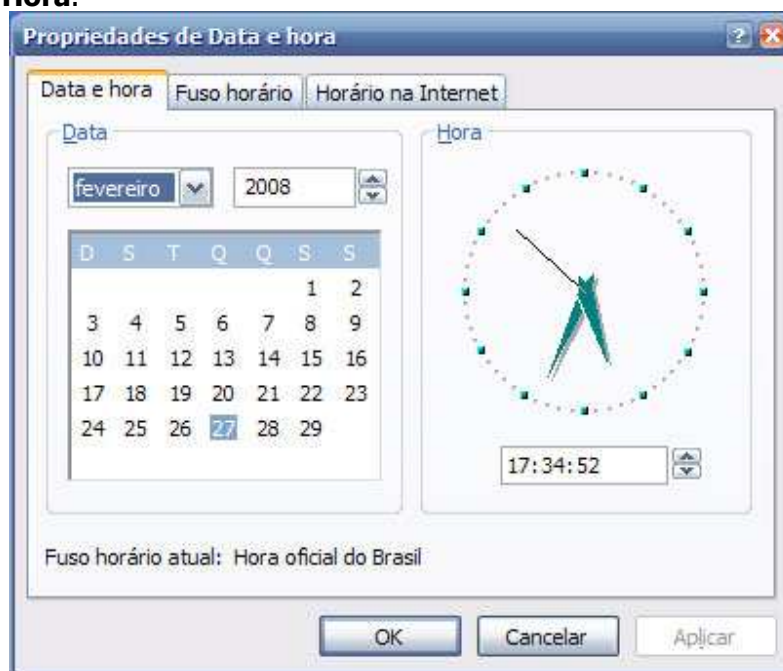 Hora.
Propriedades de Data e hora
Data e hora Fuso horário Horário na Internet
Data
Hora
fevereiro 2008
D S T Q Q S S
1 2
3 4 5 6 7 8 9
10 11 12 13 14 15 16
17 18 19 20 21 22 23
24 25 26 27 28 29
17:34:52
Fuso horário atual: Hora oficial do Brasil
OK Cancelar Aplicar